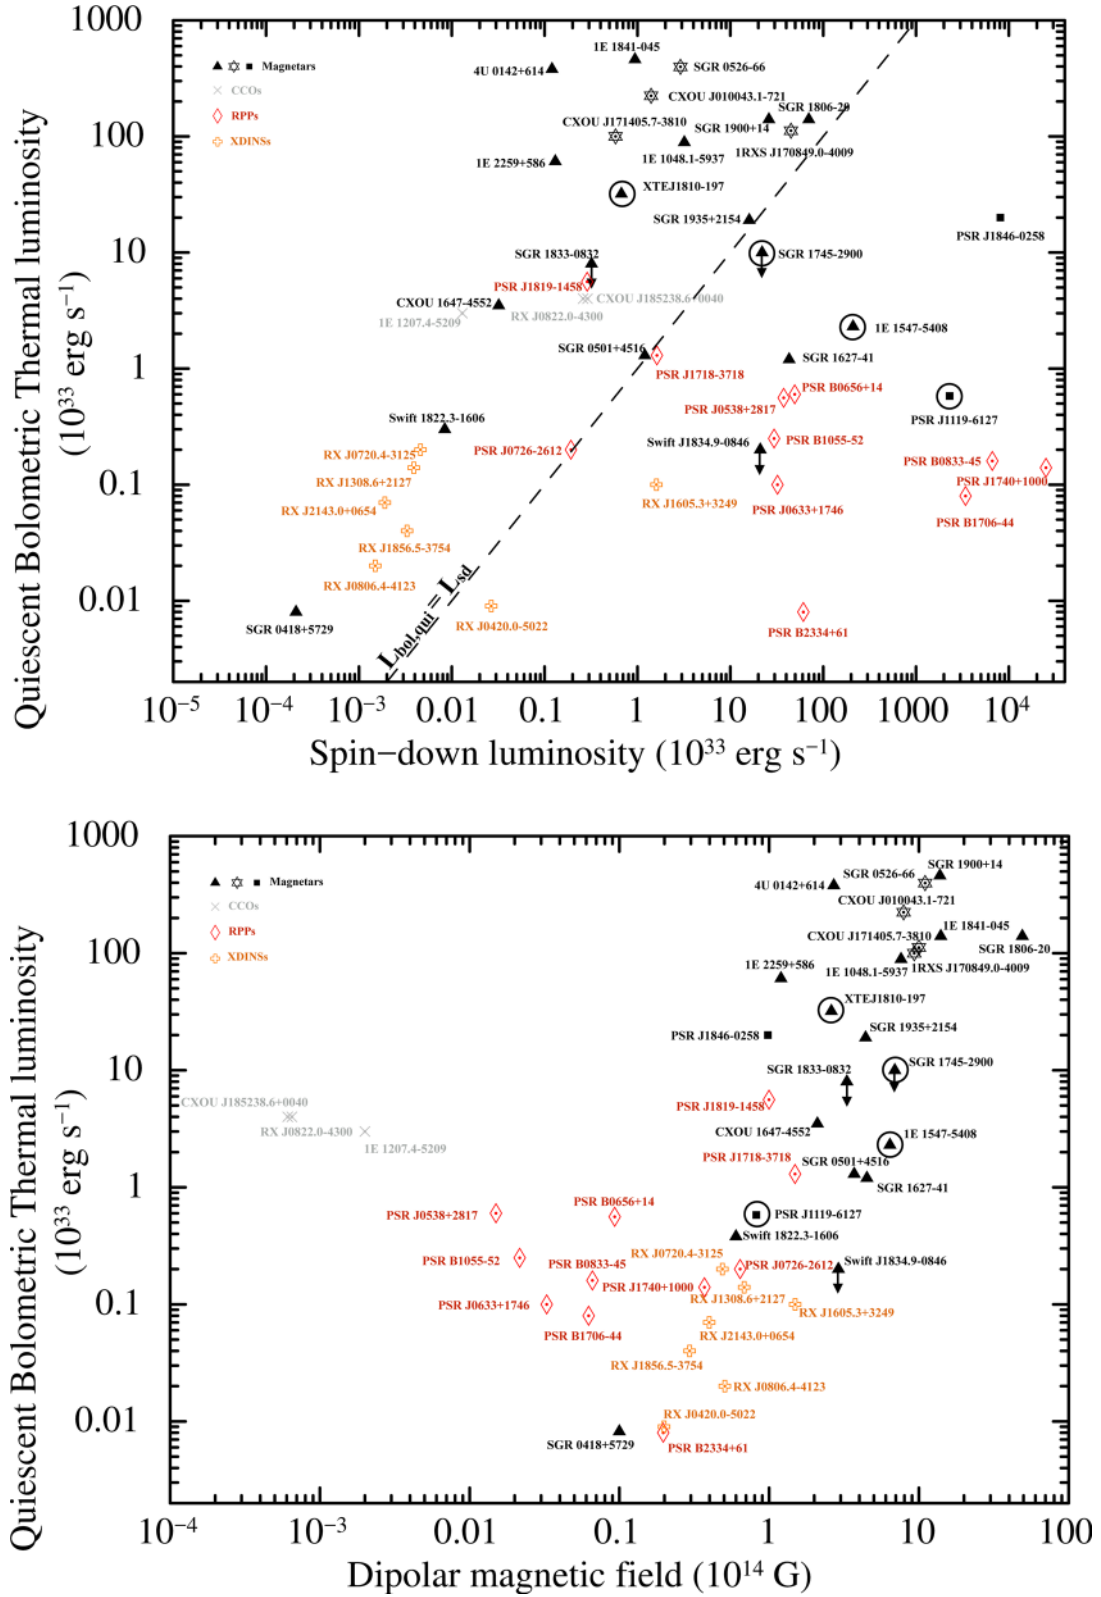 1000
100
10
1
0.1
0.01
Quiescent Bolometric Thermal luminosity
(10³³ erg s⁻¹)
Magnetars
CCOs
RPPs
XDINSs
1E 1841-045
4U 0142+614
SGR 0526-66
CXOU J010043.1-721
SGR 1806-20
CXOU J171405.7-3810
SGR 1900+14
1E 1048.1-5937
1RXS J170849.0-4009
1E 2259+586
XTEJ1810-197
SGR 1935+2154
PSR J1846-0258
SGR 1833-0832
SGR 1745-2900
PSR J1819-1458
CXOU J185238.6+0040
CXOU 1647-4552
RX J0822.0-4300
1E 1207.4-5209
1E 1547-5408
SGR 0501+4516
SGR 1627-41
PSR J1718-3718
PSR B0656+14
PSR J0538+2817
PSR J1119-6127
Swift 1822.3-1606
Swift J1834.9-0846
PSR B1055-52
PSR J0726-2612
RX J0720.4-3125
PSR B0833-45
RX J1308.6+2127
PSR J1740+1000
RX J1605.3+3249
PSR J0633+1746
RX J2143.0+0654
PSR B1706-44
RX J1856.5-3754
RX J0806.4-4123
SGR 0418+5729
RX J0420.0-5022
PSR B2334+61
L bol,qui = L sd
10⁻⁵ 10⁻⁴ 10⁻³ 0.01 0.1 1 10 100 1000 10⁴
Spin−down luminosity (10³³ erg s⁻¹)
1000
100
10
1
0.1
0.01
Quiescent Bolometric Thermal luminosity
(10³³ erg s⁻¹)
Magnetars
CCOs
RPPs
XDINSs
SGR 1900+14
SGR 0526-66
4U 0142+614
CXOU J010043.1-721
1E 1841-045
CXOU J171405.7-3810
SGR 1806-20
1E 2259+586
1E 1048.1-5937
1RXS J170849.0-4009
XTEJ1810-197
SGR 1935+2154
PSR J1846-0258
SGR 1833-0832
SGR 1745-2900
CXOU J185238.6+0040
PSR J1819-1458
RX J0822.0-4300
CXOU 1647-4552
1E 1547-5408
1E 1207.4-5209
PSR J1718-3718
SGR 0501+4516
SGR 1627-41
PSR B0656+14
PSR J0538+2817
PSR J1119-6127
Swift 1822.3-1606
RX J0720.4-3125
PSR B1055-52
PSR B0833-45
PSR J0726-2612
Swift J1834.9-0846
PSR J1740+1000
RX J1308.6+2127
PSR J0633+1746
RX J1605.3+3249
PSR B1706-44
RX J2143.0+0654
RX J1856.5-3754
RX J0806.4-4123
RX J0420.0-5022
SGR 0418+5729
PSR B2334+61
10⁻⁴ 10⁻³ 0.01 0.1 1 10 100
Dipolar magnetic field (10¹⁴ G)